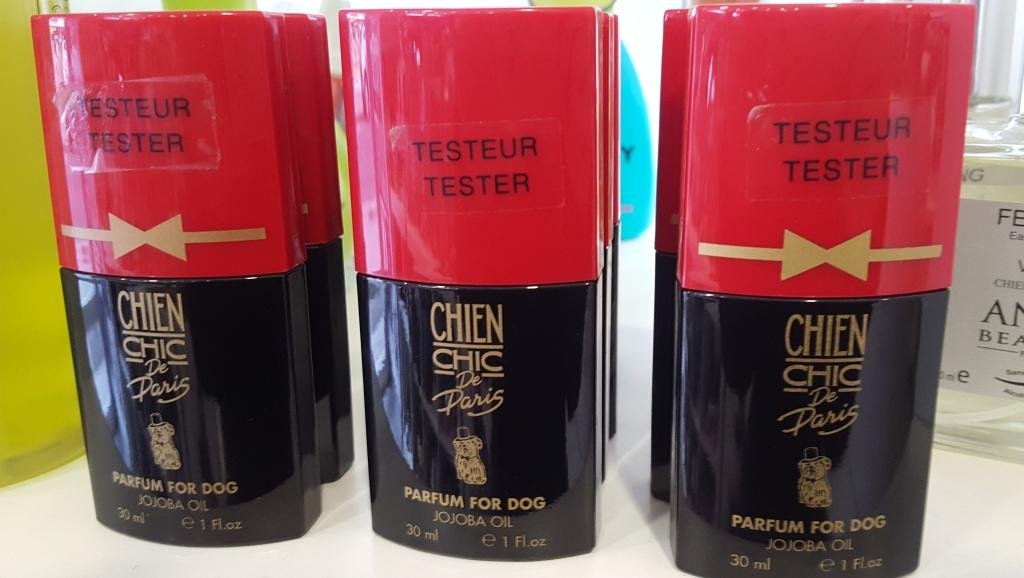 TESTEUR
TESTER
CHIEN
CHIC
De
Paris
PARFUM FOR DOG
JOJOBA OIL
30 ml e 1 Fl.oz
TESTEUR
TESTER
CHIEN
CHIC
De
Paris
PARFUM FOR DOG
JOJOBA OIL
30 ml e 1 Fl.oz
TESTEUR
TESTER
CHIEN
CHIC
De
Paris
PARFUM FOR DOG
JOJOBA OIL
30 ml e 1 Fl.oz